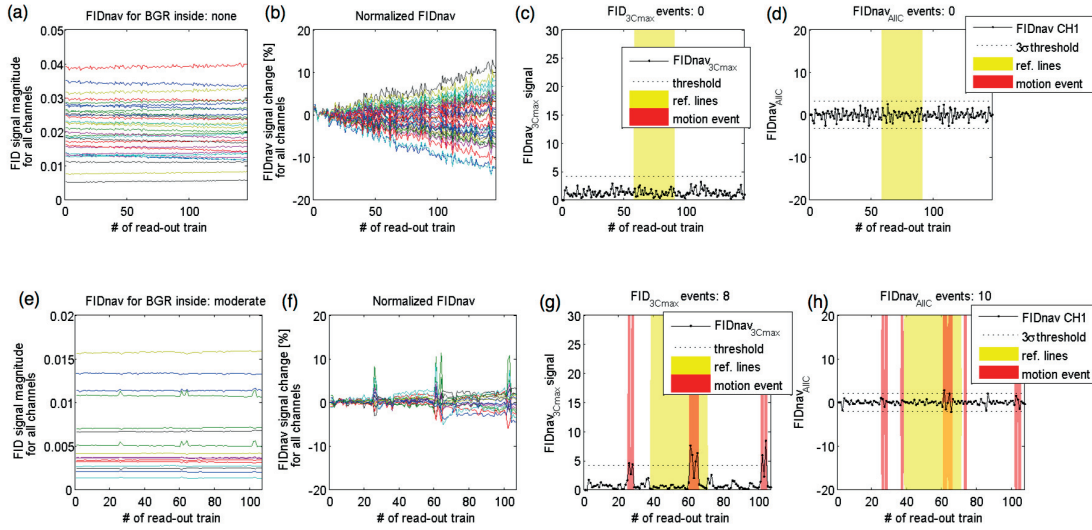 (a)
FIDnav for BGR inside: none
0.05
0.04
0.03
0.02
0.01
0
FID signal magnitude
for all channels
0
50
100
# of read-out train
(b)
Normalized FIDnav
20
10
0
-10
-20
FIDnav signal change [%]
for all channels
0
50
100
# of read-out train
(c)
FID3Cmax events: 0
30
25
20
15
10
5
0
FIDnav3Cmax signal
FIDnav3Cmax
threshold
ref. lines
motion event
0
50
100
# of read-out train
(d)
FIDnavAllC events: 0
20
10
0
-10
-20
FIDnavAllC
FIDnav CH1
3σthreshold
ref. lines
motion event
0
50
100
# of read-out train
(e)
FIDnav for BGR inside: moderate
0.02
0.015
0.01
0.005
0.00
FID signal magnitude
for all channels
0
20
40
60
80
100
# of read-out train
(f)
Normalized FIDnav
20
10
0
-10
-20
FIDnav signal change [%]
for all channels
0
20
40
60
80
100
# of read-out train
(g)
FID3Cmax events: 8
30
25
20
15
10
5
0
FIDnav3Cmax signal
FIDnav3Cmax
threshold
ref. lines
motion event
0
20
40
60
80
100
# of read-out train
(h)
FIDnavAllC events: 10
20
10
0
-10
-20
FIDnavAllC
FIDnav CH1
3σthreshold
ref. lines
motion event
0
20
40
60
80
100
# of read-out train